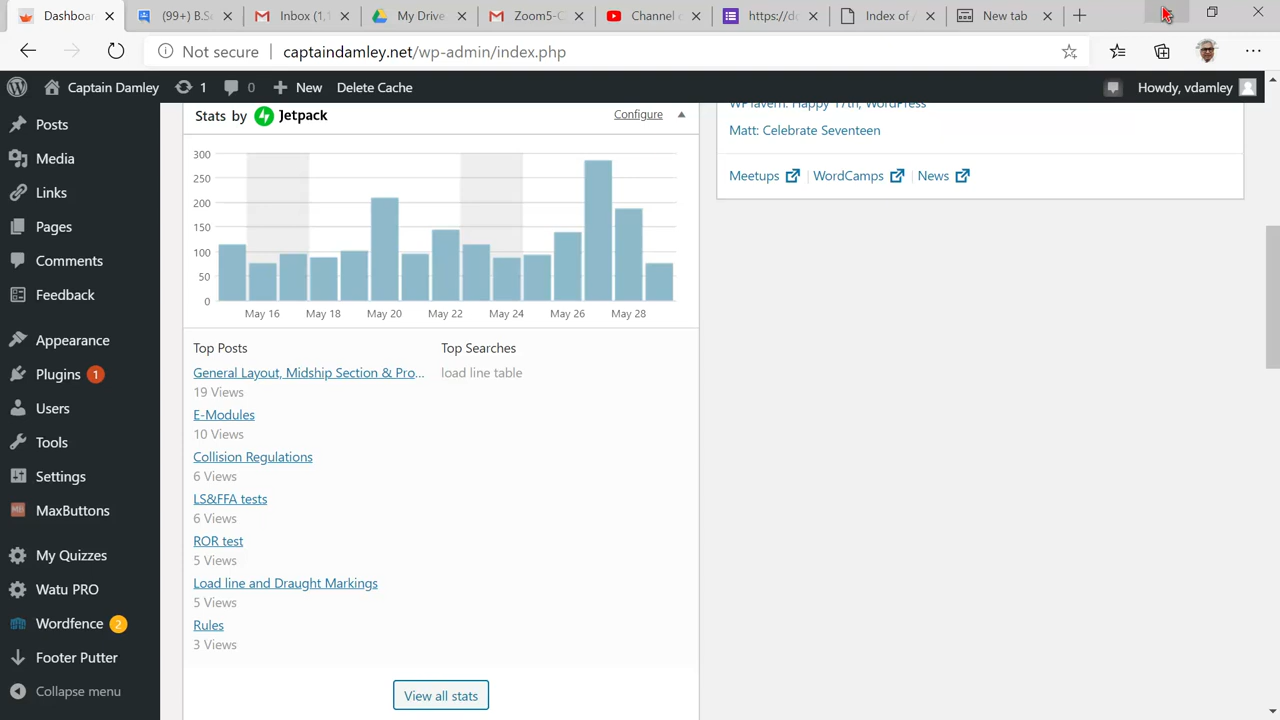 Dashboar
(99+) B.S
Inbox (1,1
My Drive
Zoom5-C
Channel c
https://d
Index of
New tab
Not secure
captaindamley.net/wp-admin/index.php
Captain Damley
1
0
New
Delete Cache
Howdy, vdamley
Posts
Media
Links
Pages
Comments
Feedback
Appearance
Plugins 1
Users
Tools
Settings
MaxButtons
My Quizzes
Watu PRO
Wordfence 2
Footer Putter
Collapse menu
Stats by Jetpack
Configure
300
250
200
150
100
50
0
May 16 May 18 May 20 May 22 May 24 May 26 May 28
Top Posts
Top Searches
General Layout, Midship Section & Pro...
load line table
19 Views
E-Modules
10 Views
Collision Regulations
6 Views
LS&FFA tests
6 Views
ROR test
5 Views
Load line and Draught Markings
5 Views
Rules
3 Views
View all stats
WPTavern: Happy 17th, WordPress
Matt: Celebrate Seventeen
Meetups | WordCamps | News